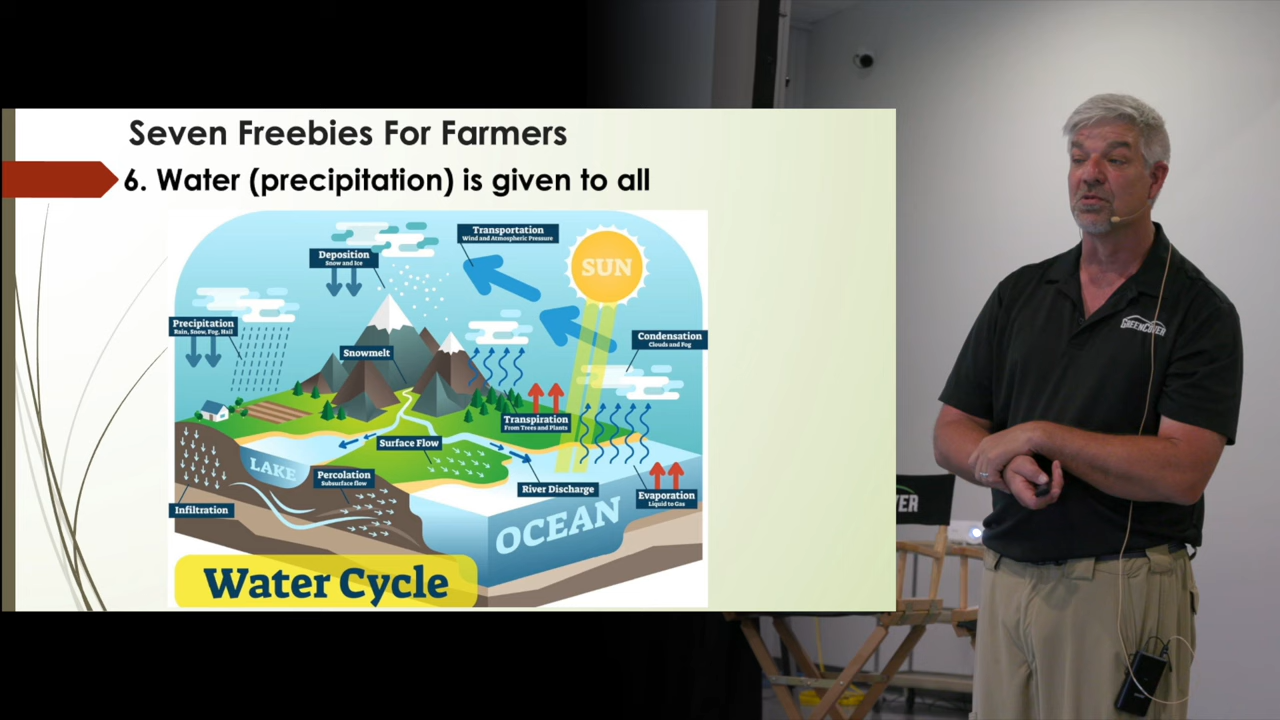 Seven Freebies For Farmers
6. Water (precipitation) is given to all
Transportation
Wind and Atmospheric Pressure
Deposition
Snow and Ice
SUN
Precipitation
Rain, Snow, Fog, Hail
Condensation
Clouds and Fog
Snowmelt
Transpiration
From Trees and Plants
Surface Flow
LAKE
Percolation
Subsurface flow
River Discharge
Evaporation
Liquid to Gas
Infiltration
OCEAN
Water Cycle
GREENCOVER
VER